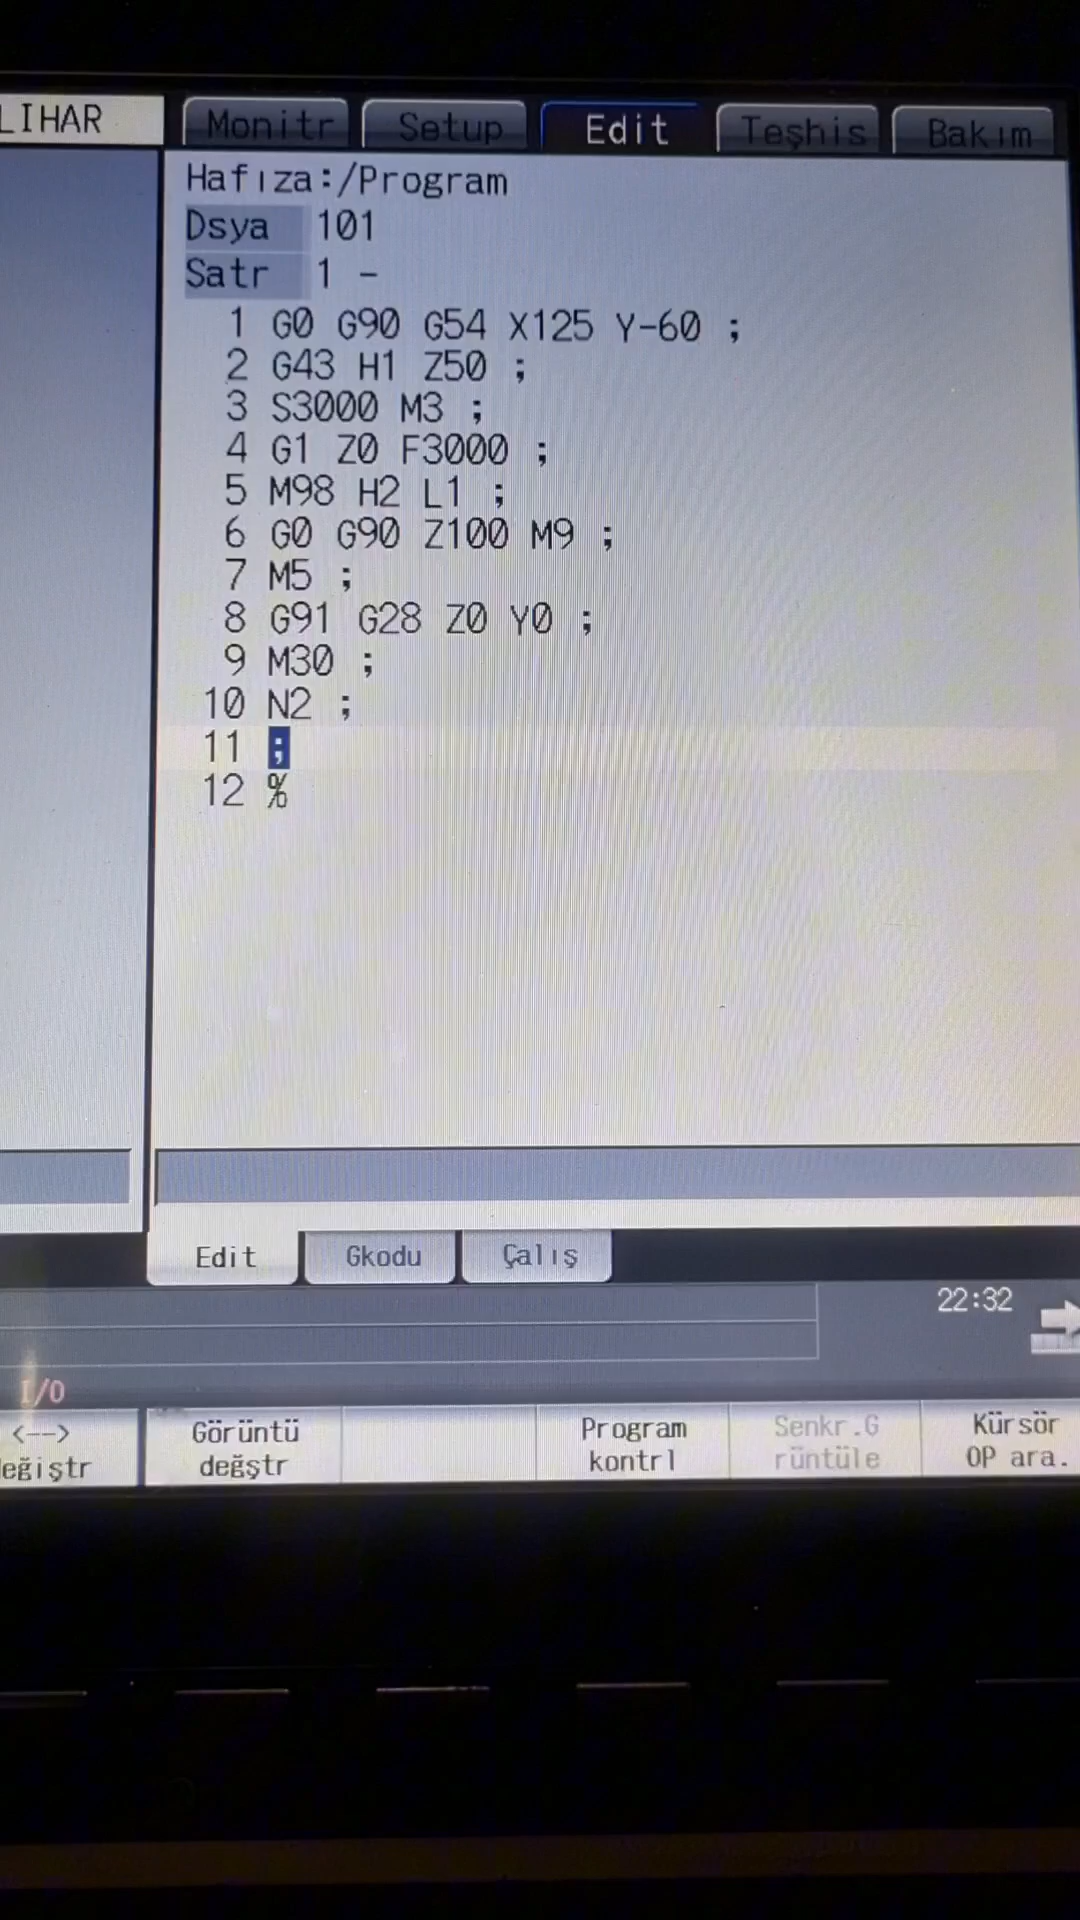 LIHAR
Monitr Setup Edit Teşhis Bakım
Hafıza:/Program
Dsya 101
Satr 1 -
1 G0 G90 G54 X125 Y-60 ;
2 G43 H1 Z50 ;
3 S3000 M3 ;
4 G1 Z0 F3000 ;
5 M98 H2 L1 ;
6 G0 G90 Z100 M9 ;
7 M5 ;
8 G91 G28 Z0 Y0 ;
9 M30 ;
10 N2 ;
11 ;
12 %
Edit Gkodu Çalış
22:32
I/O
<--> 
eğiştr
Görüntü
değştr
Program
kontrl
Senkr.G
rüntüle
Kürsör
OP ara.